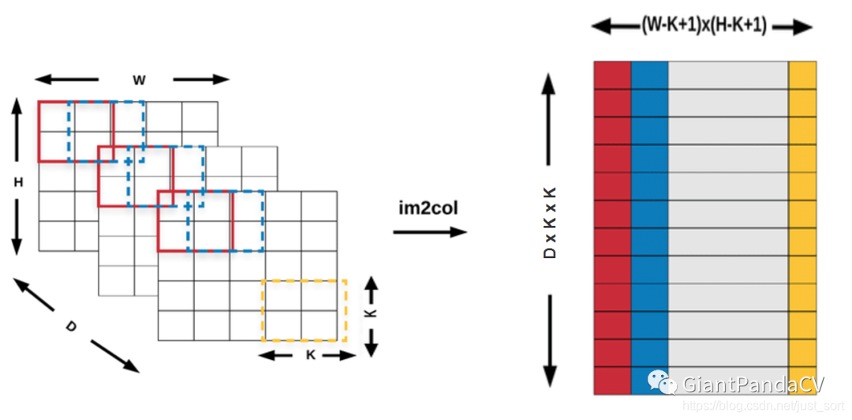 (W-K+1)x(H-K+1)
W
H
im2col
D x K x K
K
D
K
GiantPandaCV
https://blog.csdn.net/just_sort